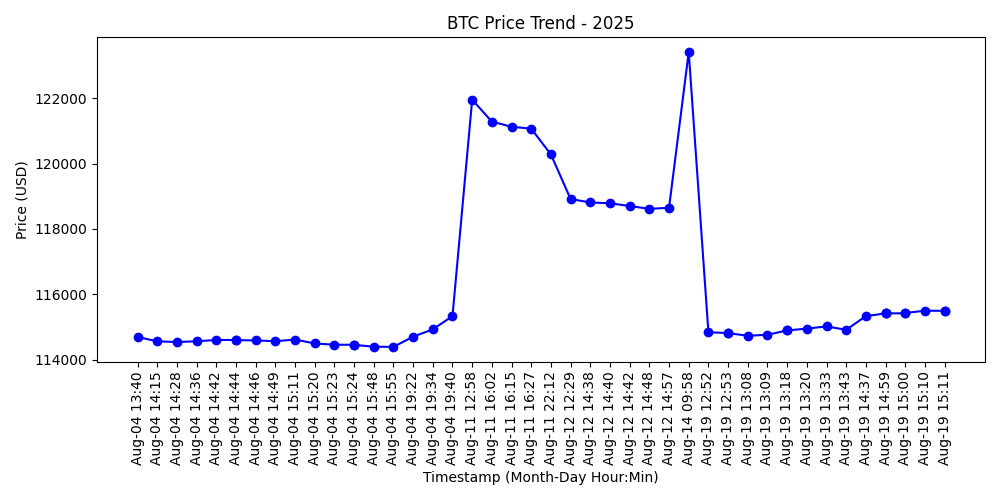 BTC Price Trend - 2025
Price (USD)
122000
120000
118000
116000
114000
Aug-04 13:40
Aug-04 14:15
Aug-04 14:28
Aug-04 14:36
Aug-04 14:42
Aug-04 14:44
Aug-04 14:46
Aug-04 14:49
Aug-04 15:11
Aug-04 15:20
Aug-04 15:23
Aug-04 15:24
Aug-04 15:48
Aug-04 15:55
Aug-04 19:22
Aug-04 19:34
Aug-04 19:40
Aug-11 12:58
Aug-11 16:02
Aug-11 16:15
Aug-11 16:27
Aug-11 22:12
Aug-12 12:29
Aug-12 14:38
Aug-12 14:40
Aug-12 14:42
Aug-12 14:48
Aug-12 14:57
Aug-14 09:58
Aug-19 12:52
Aug-19 12:53
Aug-19 13:08
Aug-19 13:09
Aug-19 13:18
Aug-19 13:20
Aug-19 13:33
Aug-19 13:43
Aug-19 14:37
Aug-19 14:59
Aug-19 15:00
Aug-19 15:10
Aug-19 15:11
Timestamp (Month-Day Hour:Min)